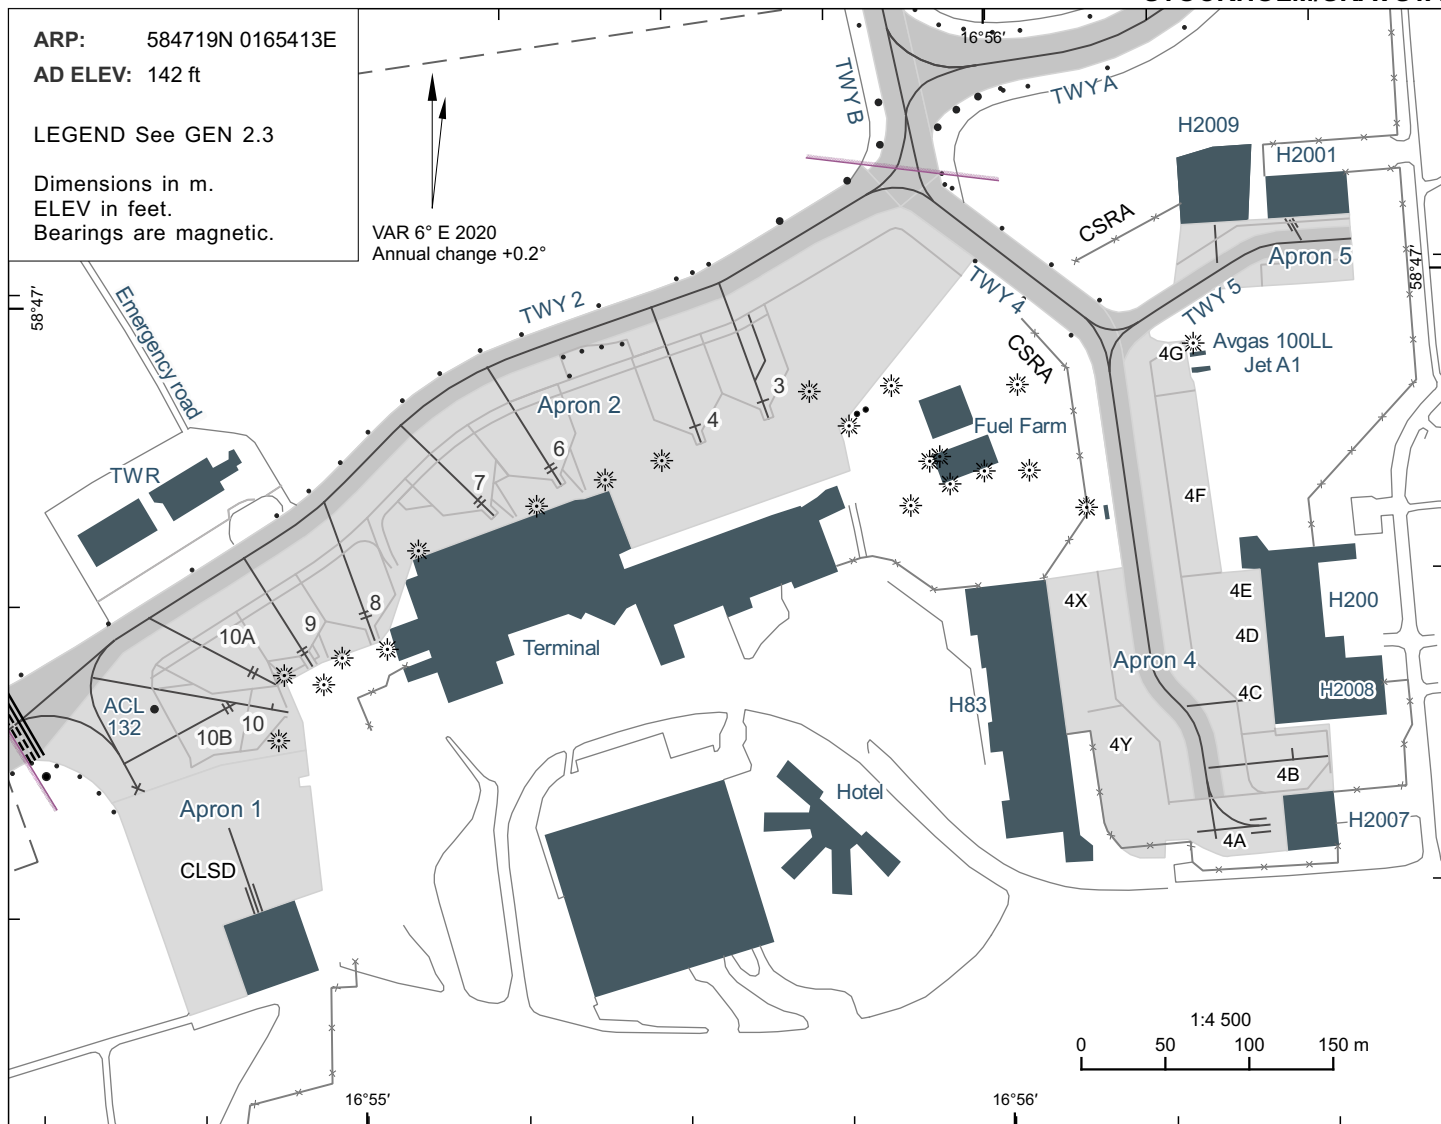 ARP: 584719N 0165413E
AD ELEV: 142 ft
LEGEND See GEN 2.3
Dimensions in m.
ELEV in feet.
Bearings are magnetic.
VAR 6° E 2020
Annual change +0.2°
16°56′
TWY B
TWY A
H2009
H2001
CSRA
Apron 5
58°47′
58°47′
Emergency road
TWY 2
TWY 4
TWY 5
CSRA
4G
Avgas 100LL
Jet A1
3
Apron 2
4
Fuel Farm
6
7
TWR
4F
8
9
10A
4X
4E
H200
4D
Terminal
Apron 4
4C
H2008
ACL
132
10
10B
H83
4Y
4B
Apron 1
Hotel
H2007
4A
CLSD
1:4 500
0 50 100 150 m
16°55′
16°56′